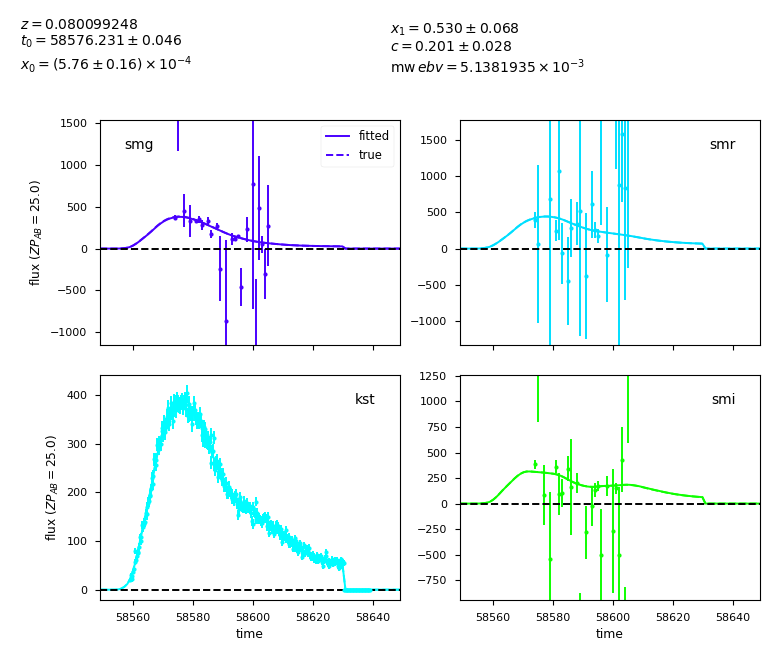 z = 0.080099248
t₀ = 58576.231 ± 0.046
x₀ = (5.76 ± 0.16) × 10⁻⁴
x₁ = 0.530 ± 0.068
c = 0.201 ± 0.028
mw ebv = 5.1381935 × 10⁻³
smg
fitted
true
1500
1000
500
0
−500
−1000
flux (ZP_AB = 25.0)
smr
1500
1000
500
0
−500
−1000
kst
400
300
200
100
0
flux (ZP_AB = 25.0)
58560
58580
58600
58620
58640
time
smi
1250
1000
750
500
250
0
−250
−500
−750
58560
58580
58600
58620
58640
time